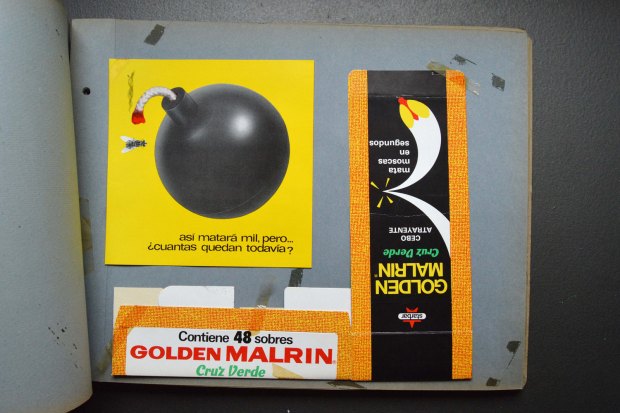 así matará mil, pero...
¿cuantas quedan todavía?
mata
moscas
en
segundos
CEBO
ATRAYENTE
Cruz Verde
GOLDEN
MALRIN
starbar
Contiene 48 sobres
GOLDEN MALRIN
Cruz Verde